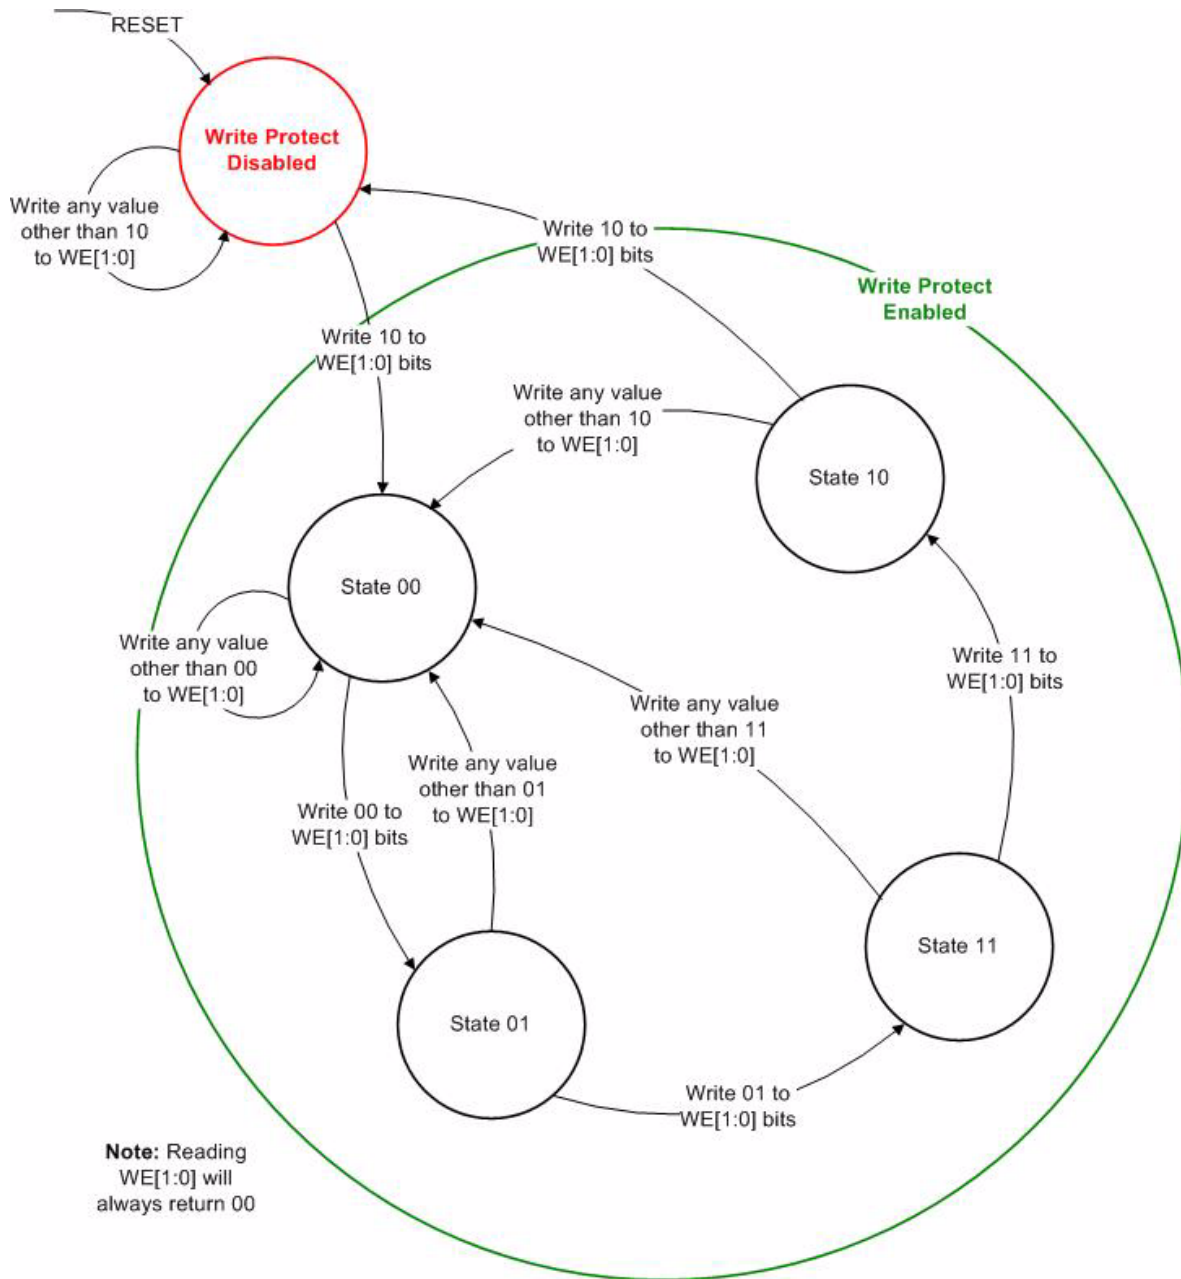 RESET
Write Protect
Disabled
Write any value
other than 10
to WE[1:0]
Write 10 to
WE[1:0] bits
Write Protect
Enabled
Write 10 to
WE[1:0] bits
Write any value
other than 10
to WE[1:0]
State 10
State 00
Write any value
other than 00
to WE[1:0]
Write 11 to
WE[1:0] bits
Write any value
other than 11
to WE[1:0]
Write any value
other than 01
to WE[1:0]
Write 00 to
WE[1:0] bits
State 11
State 01
Write 01 to
WE[1:0] bits
Note: Reading
WE[1:0] will
always return 00